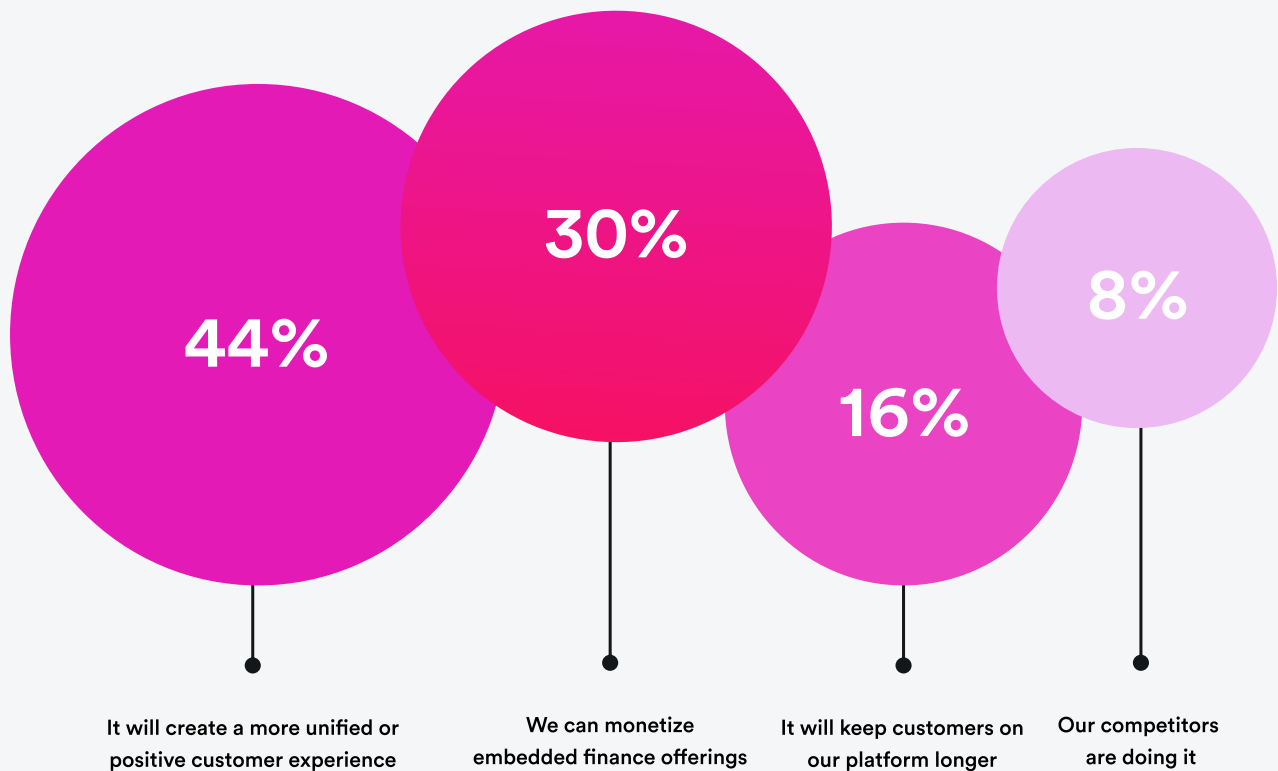 44%
30%
16%
8%
It will create a more unified or
positive customer experience
We can monetize
embedded finance offerings
It will keep customers on
our platform longer
Our competitors
are doing it